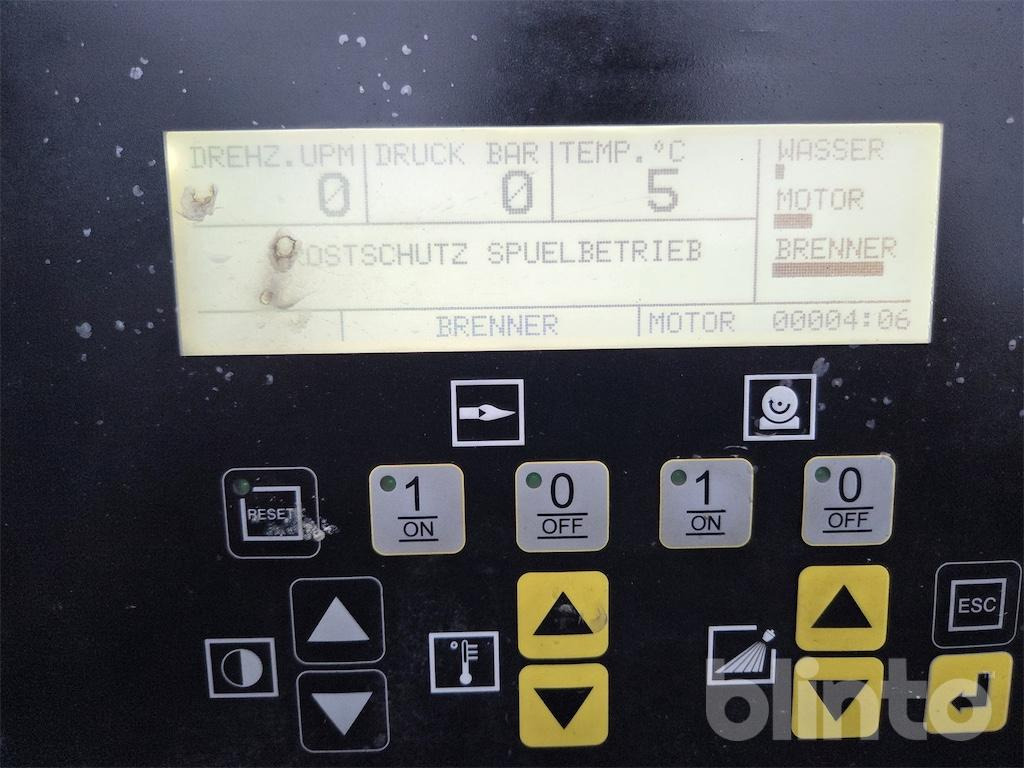 DREHZ.UPM DRUCK BAR TEMP.°C WASSER
0 0 5
MOTOR
ROSTSCHUTZ SPUELBETRIEB BRENNER
BRENNER MOTOR 00004:06
RESET 1 ON 0 OFF 1 ON 0 OFF
ESC
blinto